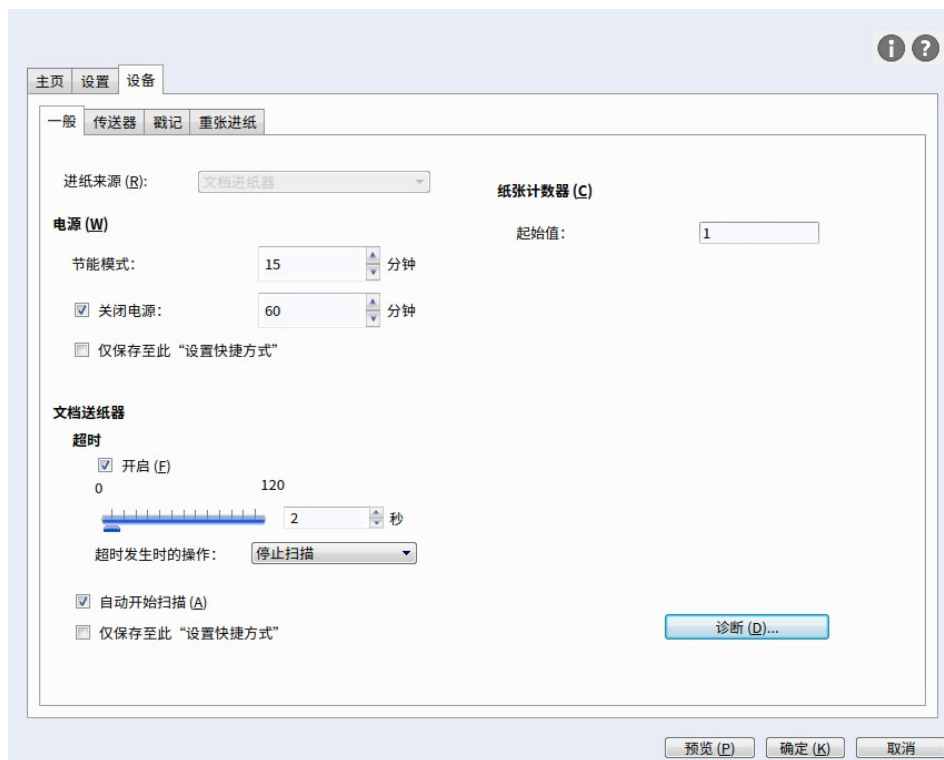 主页 设置 设备
一般 传送器 戳记 重张进纸
进纸来源 (R): 文档进纸器
纸张计数器 (C)
电源 (W)
起始值: 1
节能模式: 15 分钟
关闭电源: 60 分钟
仅保存至此“设置快捷方式”
文档送纸器
超时
开启 (F)
0 120
2 秒
超时发生时的操作: 停止扫描
自动开始扫描 (A)
仅保存至此“设置快捷方式”
诊断 (D)...
预览 (P) 确定 (K) 取消